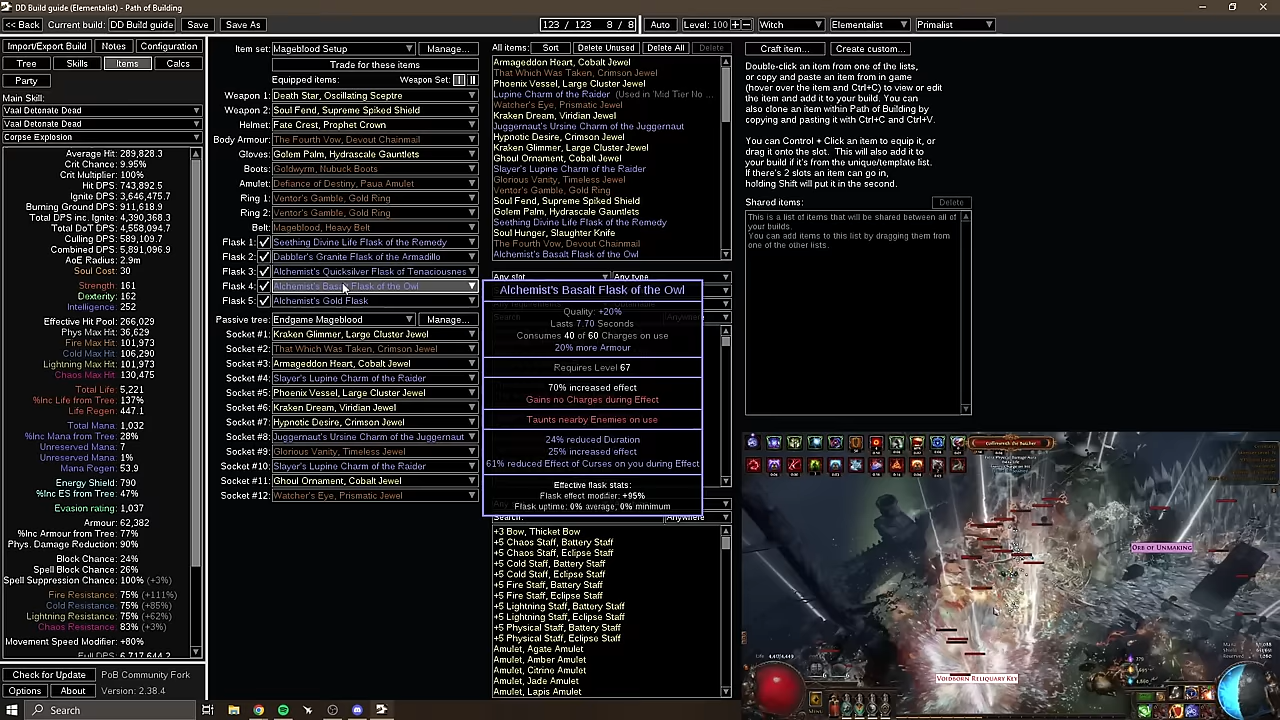 DD Build guide (Elementalist) - Path of Building
<< Back
Current build:
DD Build guide
Save
Save As
123 / 123 8 / 8
Auto
Level: 100
Witch
Elementalist
Primalist
Import/Export Build
Notes
Configuration
Tree
Skills
Items
Calcs
Party
Main Skill:
Vaal Detonate Dead
Vaal Detonate Dead
Corpse Explosion
Average Hit: 289,828.3
Crit Chance: 9.95%
Crit Multiplier: 100%
Hit DPS: 743,892.5
Ignite DPS: 3,646,475.7
Burning Ground DPS: 911,618.9
Total DPS inc. Ignite: 4,390,368.3
Total DoT DPS: 4,558,094.7
Culling DPS: 589,109.7
Combined DPS: 5,891,096.9
AoE Radius: 2.9m
Soul Cost: 30
Strength: 161
Dexterity: 162
Intelligence: 252
Effective Hit Pool: 266,029
Phys Max Hit: 36,629
Fire Max Hit: 101,973
Cold Max Hit: 106,290
Lightning Max Hit: 101,973
Chaos Max Hit: 130,475
Total Life: 5,221
%Inc Life from Tree: 137%
Life Regen: 447.1
Total Mana: 1,032
%Inc Mana from Tree: 28%
Unreserved Mana: 7
Unreserved Mana: 1%
Mana Regen: 53.9
Energy Shield: 790
%Inc ES from Tree: 47%
Evasion rating: 1,037
Armour: 62,382
%Inc Armour from Tree: 77%
Phys. Damage Reduction: 90%
Block Chance: 24%
Spell Block Chance: 26%
Spell Suppression Chance: 100% (+3%)
Fire Resistance: 75% (+111%)
Cold Resistance: 75% (+85%)
Lightning Resistance: 75% (+62%)
Chaos Resistance: 83% (+3%)
Movement Speed Modifier: +80%
Full DPS: 6,717,644.2
Check for Update
PoB Community Fork
Options
About
Version: 2.38.4
Item set:
Mageblood Setup
Manage...
Trade for these items
Equipped items:
Weapon Set:
I
II
Weapon 1: Death Star, Oscillating Sceptre
Weapon 2: Soul Fend, Supreme Spiked Shield
Helmet: Fate Crest, Prophet Crown
Body Armour: The Fourth Vow, Devout Chainmail
Gloves: Golem Palm, Hydrascale Gauntlets
Boots: Goldwyrm, Nubuck Boots
Amulet: Defiance of Destiny, Paua Amulet
Ring 1: Ventor's Gamble, Gold Ring
Ring 2: Ventor's Gamble, Gold Ring
Belt: Mageblood, Heavy Belt
Flask 1: Seething Divine Life Flask of the Remedy
Flask 2: Dabbler's Granite Flask of the Armadillo
Flask 3: Alchemist's Quicksilver Flask of Tenaciousnes
Flask 4: Alchemist's Basalt Flask of the Owl
Flask 5: Alchemist's Gold Flask
Passive tree: Endgame Mageblood
Manage...
Socket #1: Kraken Glimmer, Large Cluster Jewel
Socket #2: That Which Was Taken, Crimson Jewel
Socket #3: Armageddon Heart, Cobalt Jewel
Socket #4: Slayer's Lupine Charm of the Raider
Socket #5: Phoenix Vessel, Large Cluster Jewel
Socket #6: Kraken Dream, Viridian Jewel
Socket #7: Hypnotic Desire, Crimson Jewel
Socket #8: Juggernaut's Ursine Charm of the Juggernaut
Socket #9: Glorious Vanity, Timeless Jewel
Socket #10: Slayer's Lupine Charm of the Raider
Socket #11: Ghoul Ornament, Cobalt Jewel
Socket #12: Watcher's Eye, Prismatic Jewel
All items:
Sort
Delete Unused
Delete All
Delete
Armageddon Heart, Cobalt Jewel
That Which Was Taken, Crimson Jewel
Phoenix Vessel, Large Cluster Jewel
Lupine Charm of the Raider (Used in 'Mid Tier No ...
Watcher's Eye, Prismatic Jewel
Kraken Dream, Viridian Jewel
Juggernaut's Ursine Charm of the Juggernaut
Hypnotic Desire, Crimson Jewel
Kraken Glimmer, Large Cluster Jewel
Ghoul Ornament, Cobalt Jewel
Slayer's Lupine Charm of the Raider
Glorious Vanity, Timeless Jewel
Ventor's Gamble, Gold Ring
Soul Fend, Supreme Spiked Shield
Golem Palm, Hydrascale Gauntlets
Seething Divine Life Flask of the Remedy
Soul Hunger, Slaughter Knife
The Fourth Vow, Devout Chainmail
Alchemist's Basalt Flask of the Owl
Any slot
Any type
Alchemist's Basalt Flask of the Owl
Quality: +20%
Lasts 7.70 Seconds
Consumes 40 of 60 Charges on use
20% more Armour
Requires Level 67
70% increased effect
Gains no Charges during Effect
Taunts nearby Enemies on use
24% reduced Duration
25% increased effect
61% reduced Effect of Curses on you during Effect
Effective flask stats:
Flask effect modifier: +95%
Flask uptime: 0% average; 0% minimum
Search:
Anywhere
+3 Bow, Thicket Bow
+5 Chaos Staff, Battery Staff
+5 Chaos Staff, Eclipse Staff
+5 Cold Staff, Battery Staff
+5 Cold Staff, Eclipse Staff
+5 Fire Staff, Battery Staff
+5 Fire Staff, Eclipse Staff
+5 Lightning Staff, Battery Staff
+5 Lightning Staff, Eclipse Staff
+5 Physical Staff, Battery Staff
+5 Physical Staff, Eclipse Staff
Amulet, Agate Amulet
Amulet, Amber Amulet
Amulet, Citrine Amulet
Amulet, Jade Amulet
Amulet, Lapis Amulet
Craft item...
Create custom...
Double-click an item from one of the lists,
or copy and paste an item from in game
(hover over the item and Ctrl+C) to view or edit
the item and add it to your build. You can
also clone an item within Path of Building by
copying and pasting it with Ctrl+C and Ctrl+V.
You can Control + Click an item to equip it, or
drag it onto the slot. This will also add it to
your build if it's from the unique/template list.
If there's 2 slots an item can go in,
holding Shift will put it in the second.
Shared items:
Delete
This is a list of items that will be shared between all of
your builds.
You can add items to this list by dragging them from
one of the other lists.
Orb of Unmaking
Voidborn Reliquary Key
Search